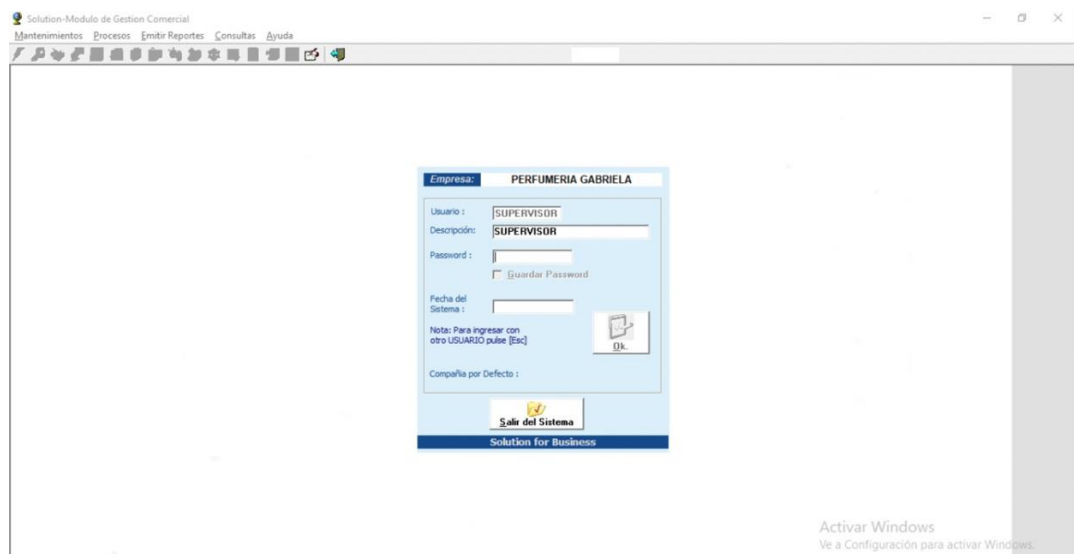 Solution-Modulo de Gestion Comercial
Mantenimientos Procesos Emitir Reportes Consultas Ayuda
Empresa: PERFUMERIA GABRIELA
Usuario : SUPERVISOR
Descripción: SUPERVISOR
Password :
Guardar Password
Fecha del
Sistema :
Nota: Para ingresar con
otro USUARIO pulse [Esc]
Ok.
Compañia por Defecto :
Salir del Sistema
Solution for Business
Activar Windows
Ve a Configuración para activar Windows.